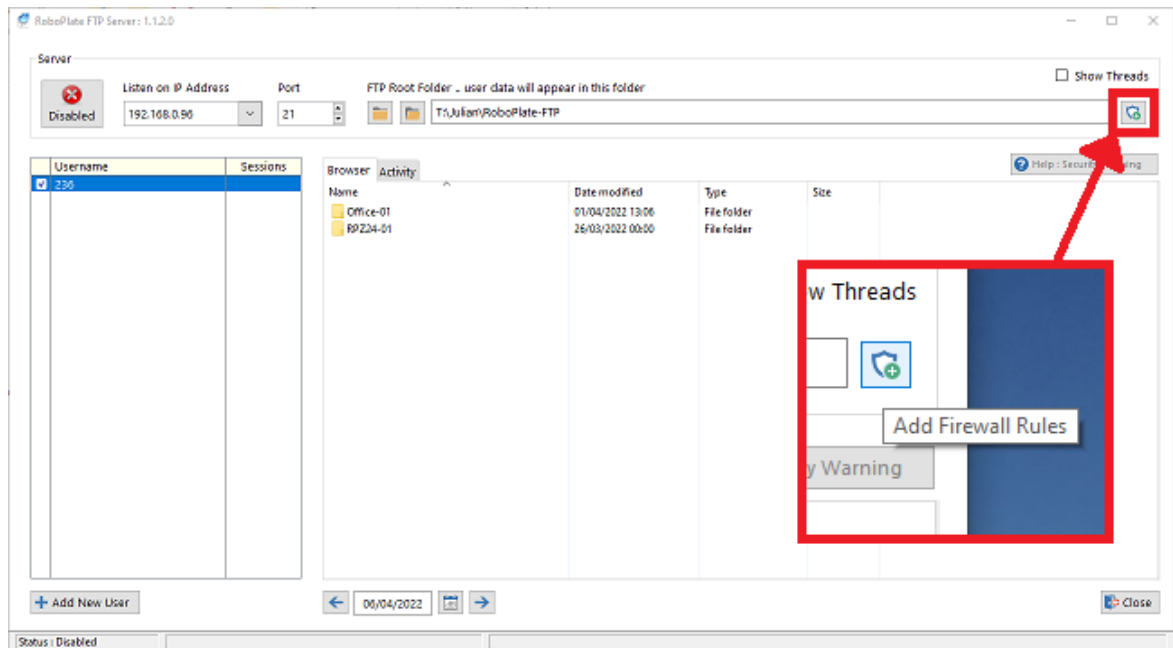 RoboPlate FTP Server : 1.1.2.0
Server
Show Threads
Listen on IP Address Port FTP Root Folder - user data will appear in this folder
Disabled 192.168.0.96 21 T:\Julian\RoboPlate-FTP
Username Sessions
Browser Activity
Help : Security
236
Name Date modified Type Size
Office-01 01/04/2022 13:06 File folder
RPZ24-01 26/03/2022 00:00 File folder
w Threads
Add Firewall Rules
y Warning
Add New User
06/04/2022
Close
Status : Disabled